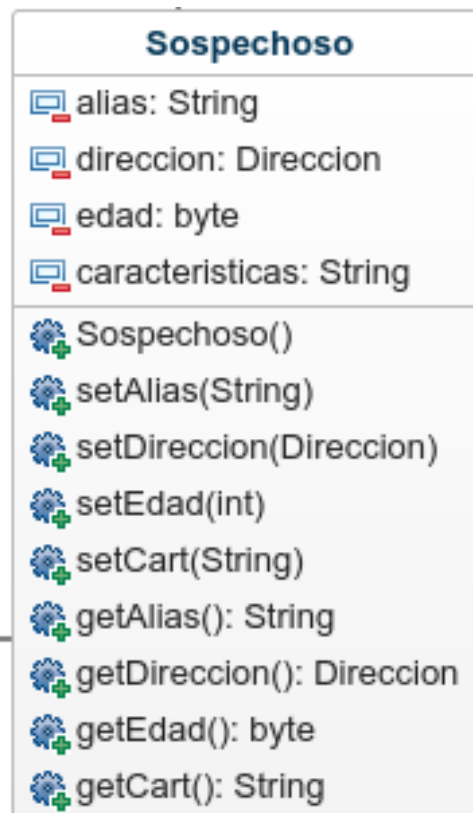 Sospechoso
alias: String
direccion: Direccion
edad: byte
caracteristicas: String
Sospechoso()
setAlias(String)
setDireccion(Direccion)
setEdad(int)
setCart(String)
getAlias(): String
getDireccion(): Direccion
getEdad(): byte
getCart(): String